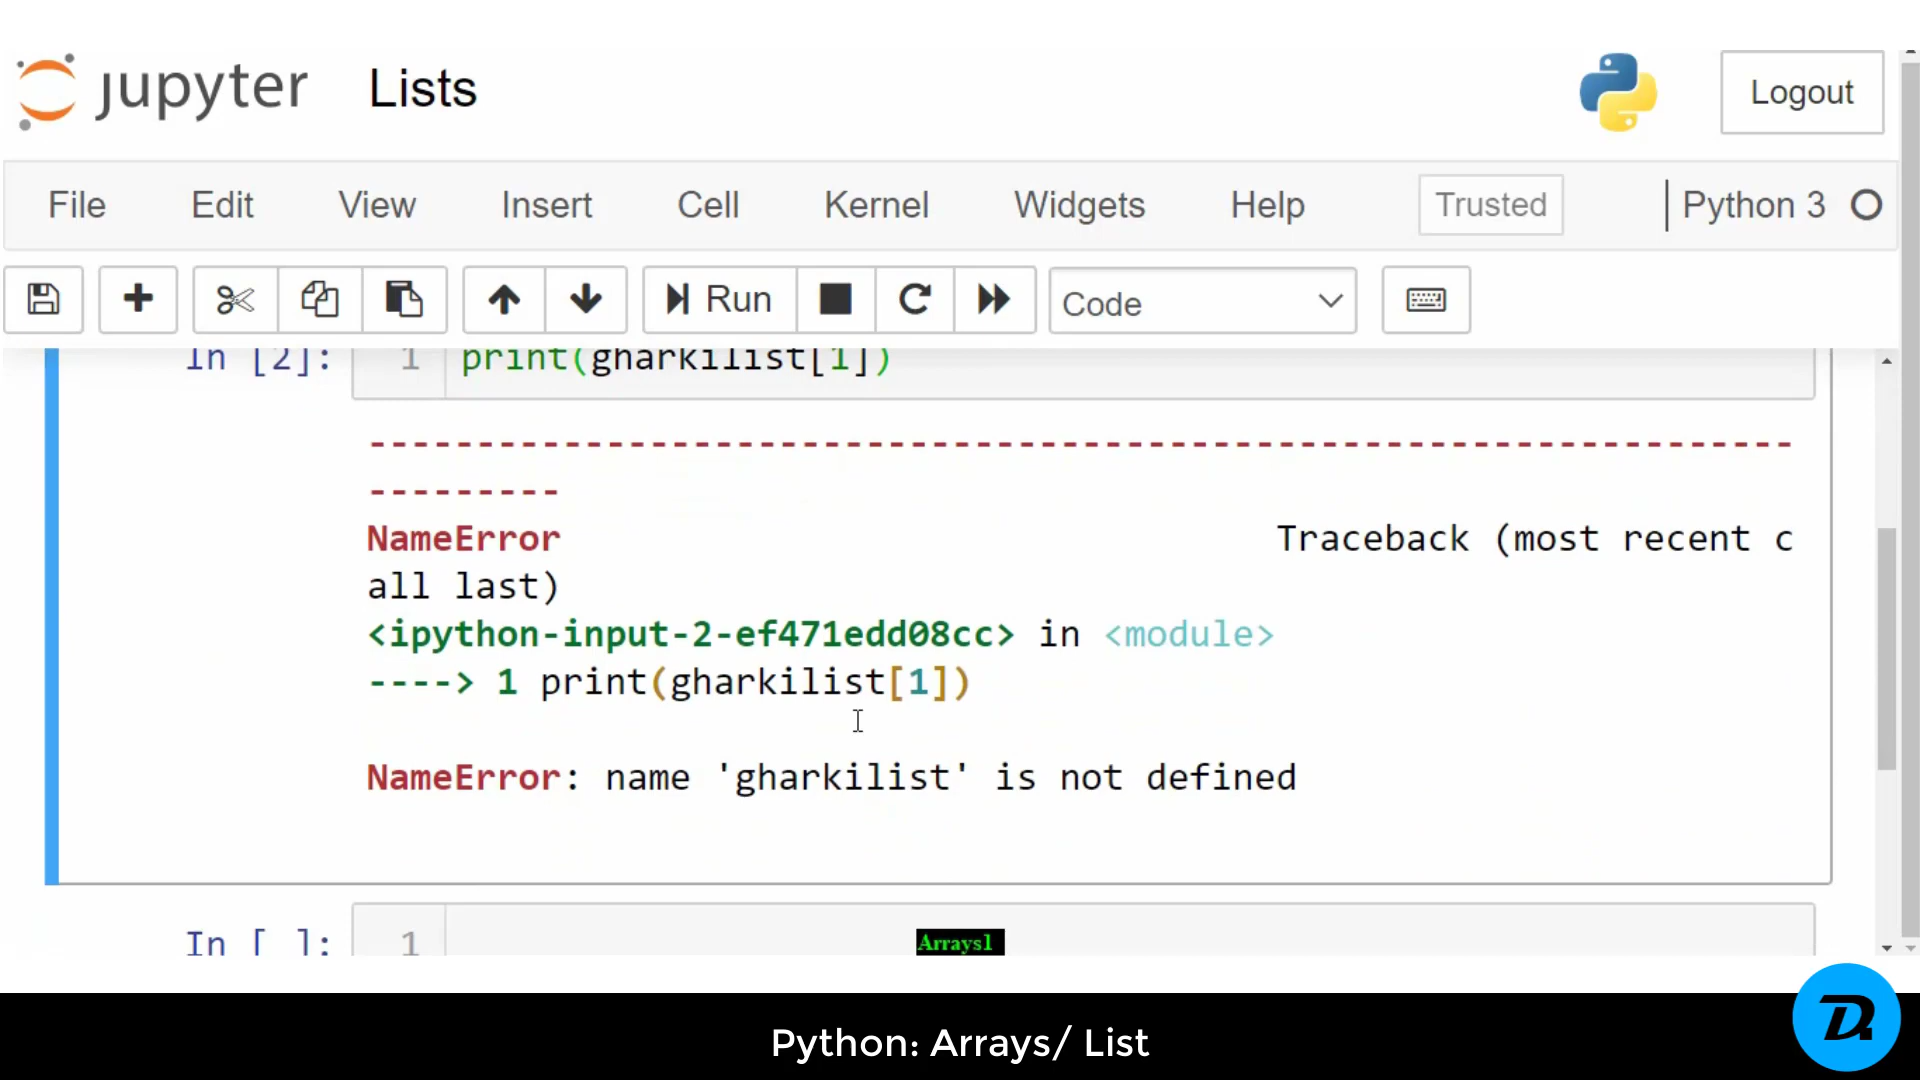 jupyter Lists Logout
File Edit View Insert Cell Kernel Widgets Help Trusted Python 3
Run Code
In [2]: 1 print(gharkilist[1])
---------------------------------------------------------------------------
NameError Traceback (most recent c
all last)
<ipython-input-2-ef471edd08cc> in <module>
----> 1 print(gharkilist[1])
NameError: name 'gharkilist' is not defined
In [ ]: 1
Arrays1
Python: Arrays/ List